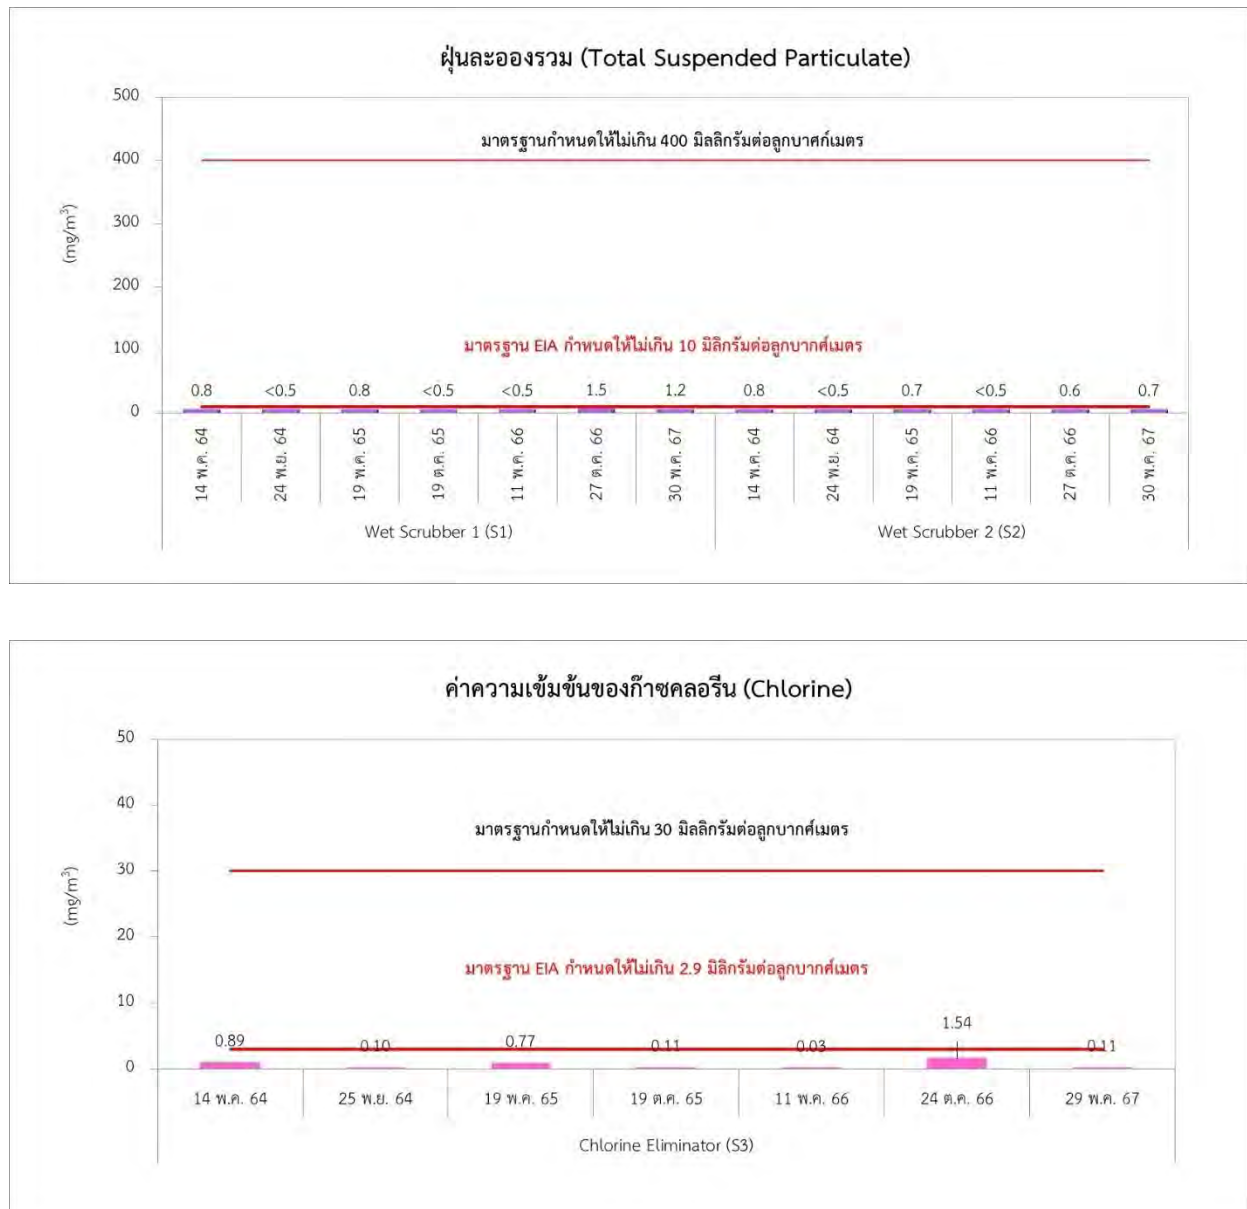 ฝุ่นละอองรวม (Total Suspended Particulate)
500
มาตรฐานกำหนดให้ไม่เกิน 400 มิลลิกรัมต่อลูกบาศก์เมตร
400
300
(mg/m³)
200
มาตรฐาน EIA กำหนดให้ไม่เกิน 10 มิลิกรัมต่อลูกบากศ์เมตร
100
0.8 <0.5 0.8 <0.5 <0.5 1.5 1.2 0.8 <0.5 0.7 <0.5 0.6 0.7
0
14 พ.ค. 64 24 พ.ย. 64 19 พ.ค. 65 19 ต.ค. 65 11 พ.ค. 66 27 ต.ค. 66 30 พ.ค. 67 14 พ.ค. 64 24 พ.ย. 64 19 พ.ค. 65 11 พ.ค. 66 27 ต.ค. 66 30 พ.ค. 67
Wet Scrubber 1 (S1) Wet Scrubber 2 (S2)
ค่าความเข้มข้นของก๊าซคลอรีน (Chlorine)
50
40
มาตรฐานกำหนดให้ไม่เกิน 30 มิลลิกรัมต่อลูกบากศ์เมตร
30
(mg/m³)
20
มาตรฐาน EIA กำหนดให้ไม่เกิน 2.9 มิลิกรัมต่อลูกบากศ์เมตร
10
0.89 0.10 0.77 0.11 0.03 1.54 0.11
0
14 พ.ค. 64 25 พ.ย. 64 19 พ.ค. 65 19 ต.ค. 65 11 พ.ค. 66 24 ต.ค. 66 29 พ.ค. 67
Chlorine Eliminator (S3)